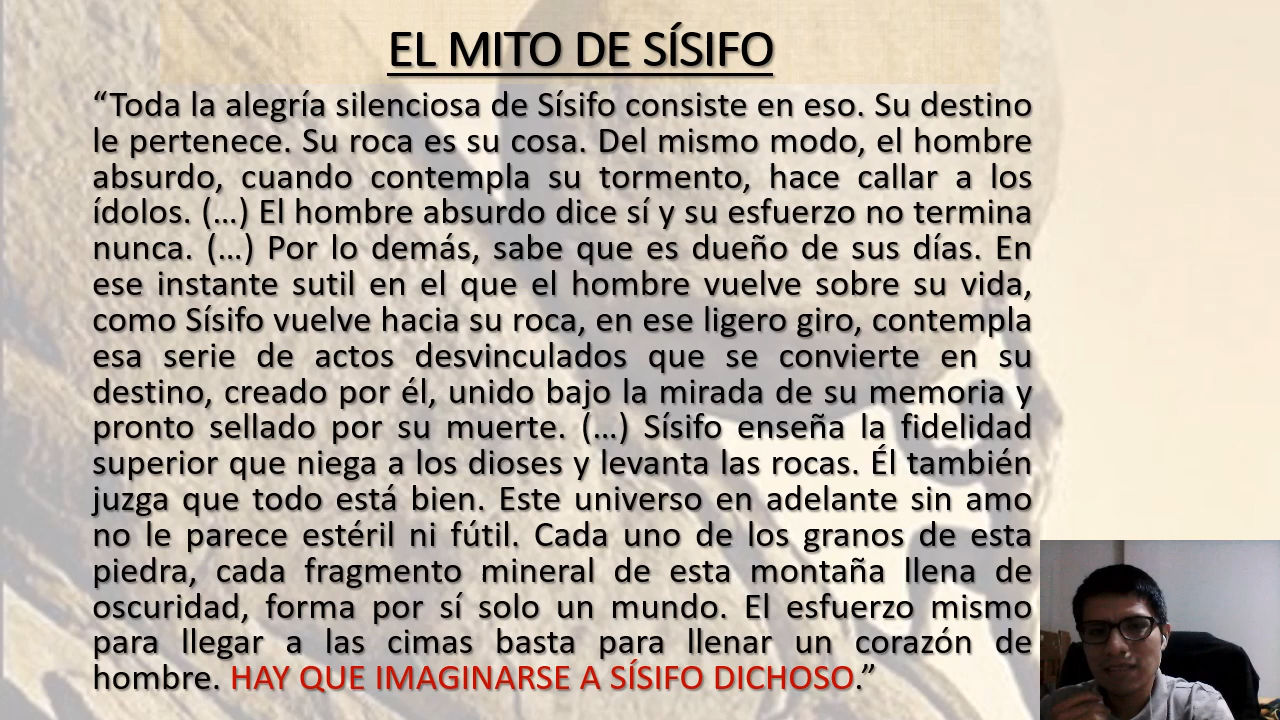 EL MITO DE SÍSIFO
“Toda la alegría silenciosa de Sísifo consiste en eso. Su destino
le pertenece. Su roca es su cosa. Del mismo modo, el hombre
absurdo, cuando contempla su tormento, hace callar a los
ídolos. (…) El hombre absurdo dice sí y su esfuerzo no termina
nunca. (…) Por lo demás, sabe que es dueño de sus días. En
ese instante sutil en el que el hombre vuelve sobre su vida,
como Sísifo vuelve hacia su roca, en ese ligero giro, contempla
esa serie de actos desvinculados que se convierte en su
destino, creado por él, unido bajo la mirada de su memoria y
pronto sellado por su muerte. (…) Sísifo enseña la fidelidad
superior que niega a los dioses y levanta las rocas. Él también
juzga que todo está bien. Este universo en adelante sin amo
no le parece estéril ni fútil. Cada uno de los granos de esta
piedra, cada fragmento mineral de esta montaña llena de
oscuridad, forma por sí solo un mundo. El esfuerzo mismo
para llegar a las cimas basta para llenar un corazón de
hombre. HAY QUE IMAGINARSE A SÍSIFO DICHOSO.”